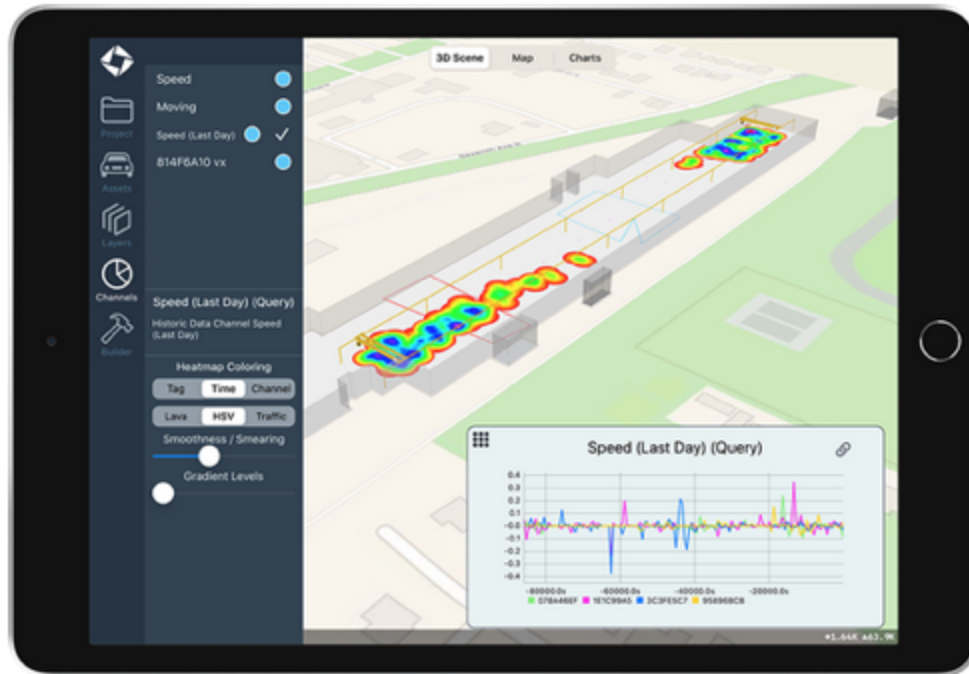 3D Scene Map Charts
Speed
Moving
Speed (Last Day)
814F6A10 vx
Project
Assets
Layers
Channels
Builder
Speed (Last Day) (Query)
Historic Data Channel Speed
(Last Day)
Heatmap Coloring
Tag Time Channel
Lava HSV Traffic
Smoothness / Smearing
Gradient Levels
Speed (Last Day) (Query)
0.4
0.3
0.2
0.1
-0.0
-0.1
-0.2
-0.3
-0.4
-80000.0s -60000.0s -40000.0s -20000.0s
078A46EF 1E1C99A5 3C3FE5C7 95896BCB